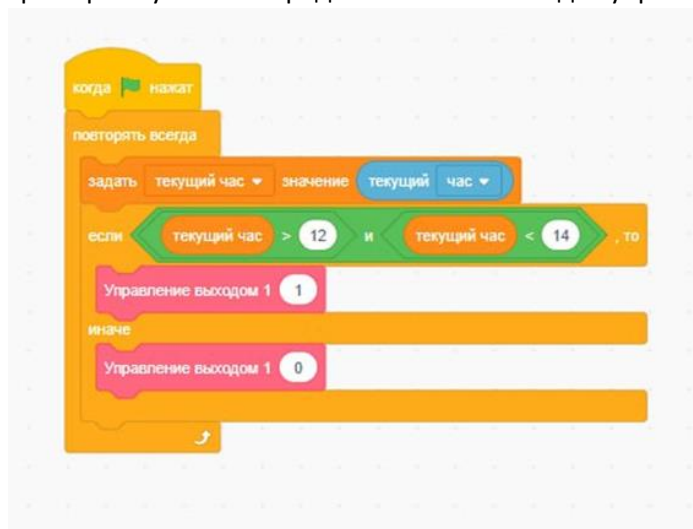 когда нажат
повторять всегда
задать текущий час значение текущий час
если текущий час > 12 и текущий час < 14 , то
Управление выходом 1 1
иначе
Управление выходом 1 0